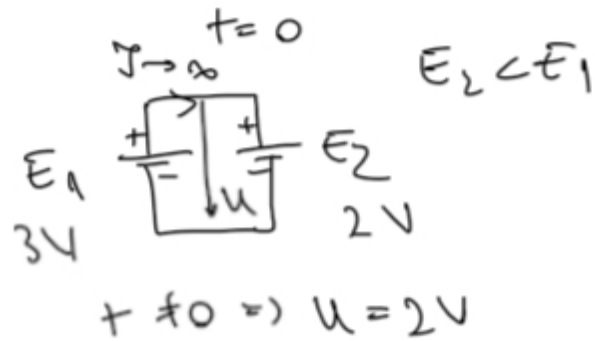 t = 0
J → ∞
E₂ < E₁
+
+
E₁
-
u
E₂
3V
2V
t ≠ 0 => u = 2V